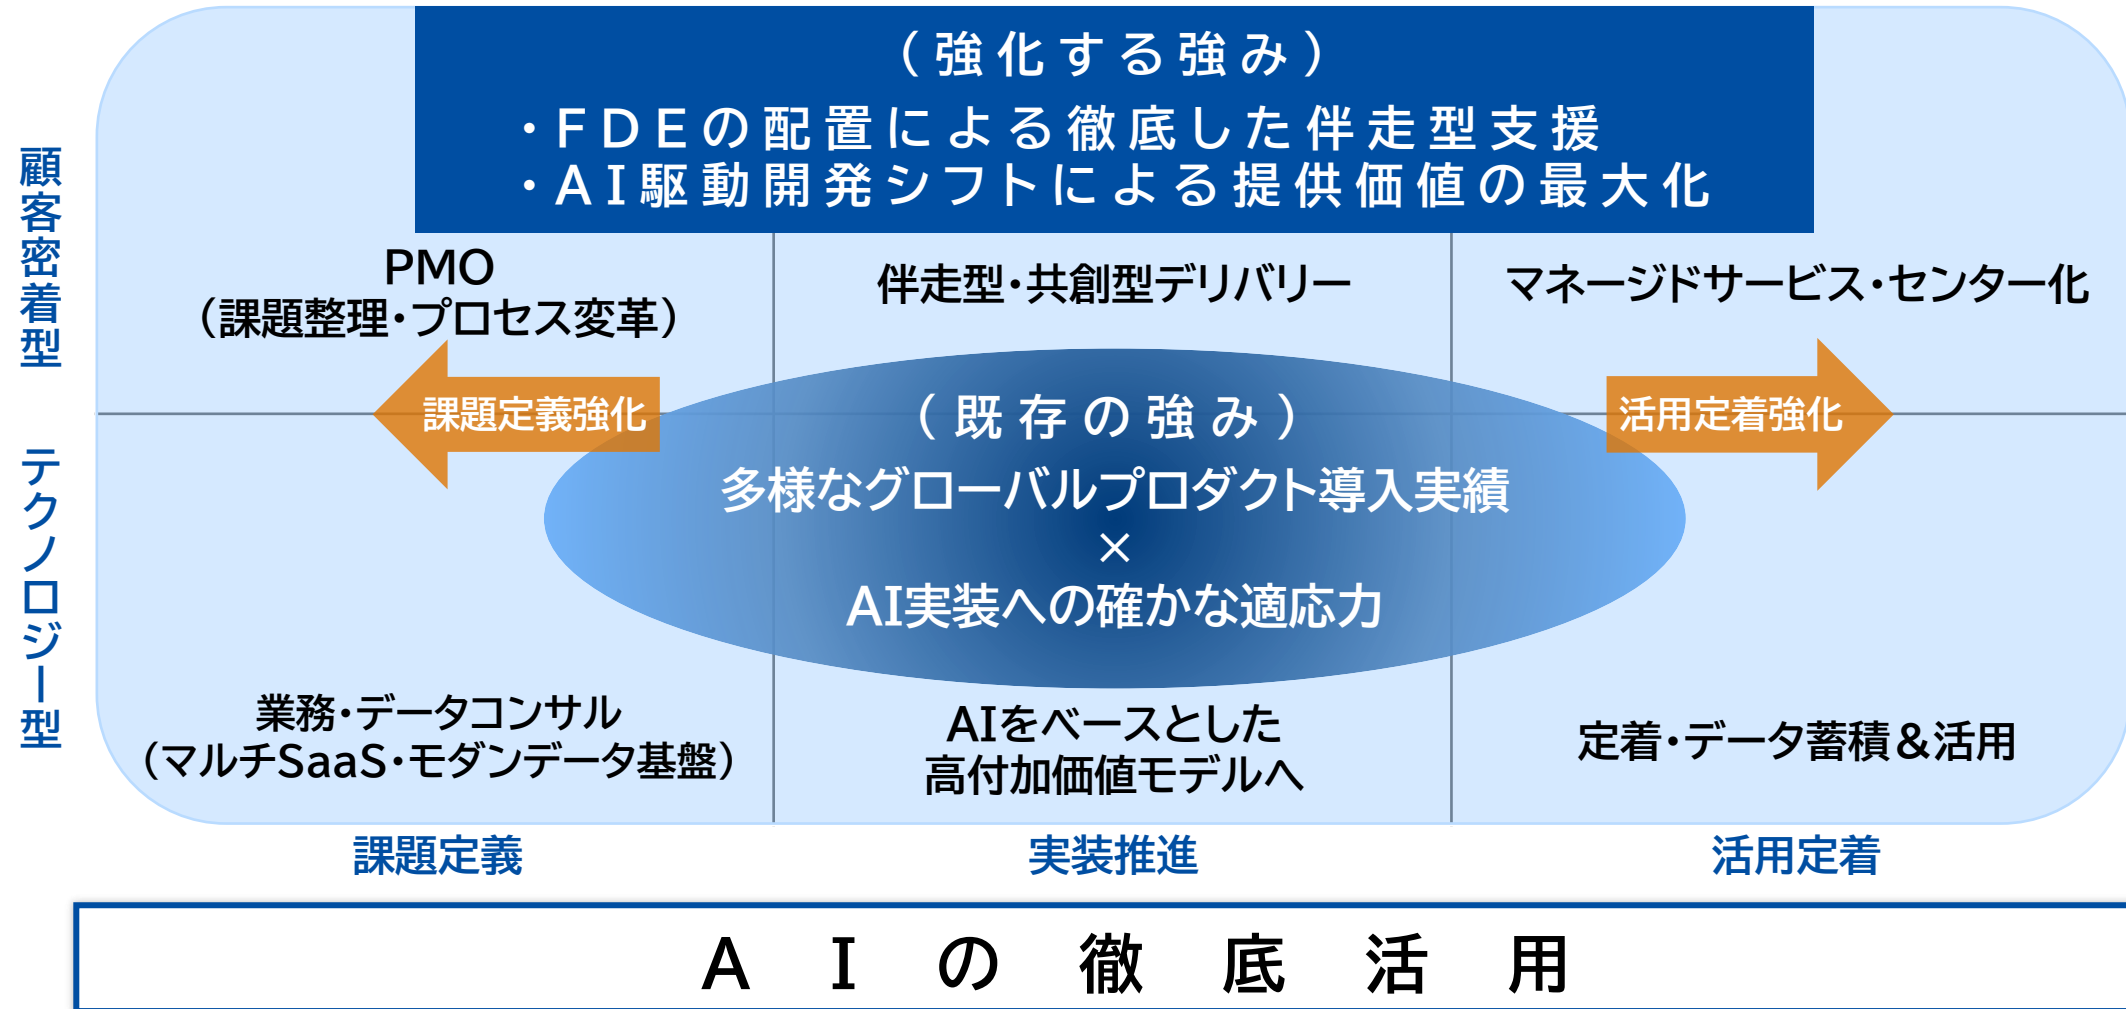 （強化する強み）
・FDEの配置による徹底した伴走型支援
・AI駆動開発シフトによる提供価値の最大化
顧客密着型
PMO
（課題整理・プロセス変革）
伴走型・共創型デリバリー
マネージドサービス・センター化
課題定義強化
（既存の強み）
多様なグローバルプロダクト導入実績
×
AI実装への確かな適応力
活用定着強化
テクノロジー型
業務・データコンサル
（マルチSaaS・モダンデータ基盤）
AIをベースとした
高付加価値モデルへ
定着・データ蓄積＆活用
課題定義
実装推進
活用定着
AIの徹底活用